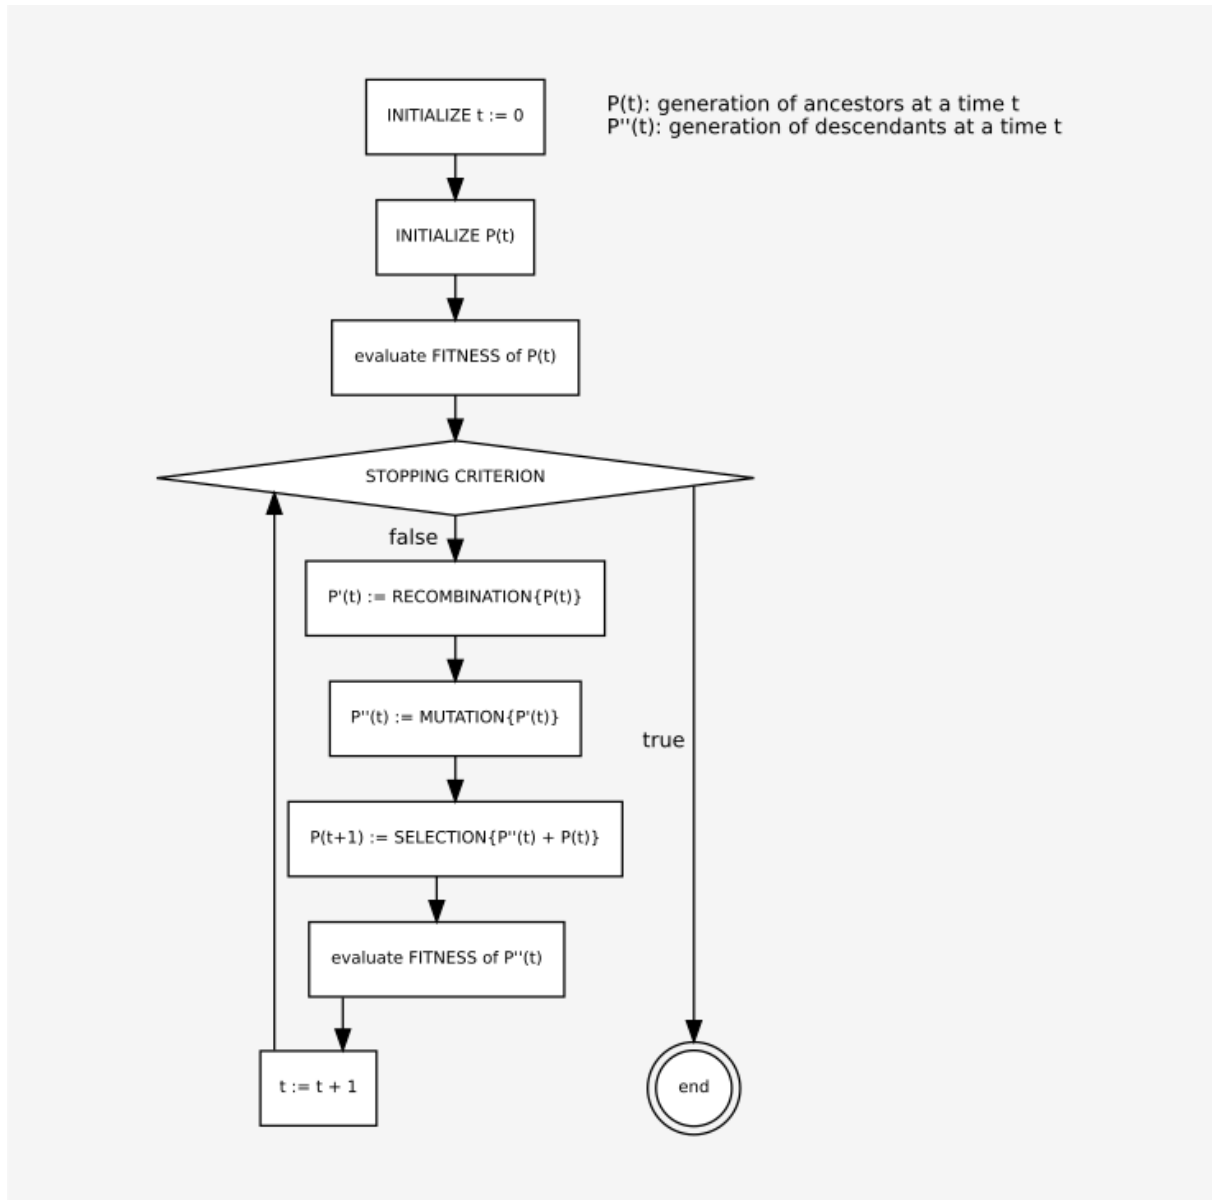 INITIALIZE t := 0
P(t): generation of ancestors at a time t
P''(t): generation of descendants at a time t
INITIALIZE P(t)
evaluate FITNESS of P(t)
STOPPING CRITERION
false
P'(t) := RECOMBINATION{P(t)}
P''(t) := MUTATION{P'(t)}
true
P(t+1) := SELECTION{P''(t) + P(t)}
evaluate FITNESS of P''(t)
t := t + 1
end